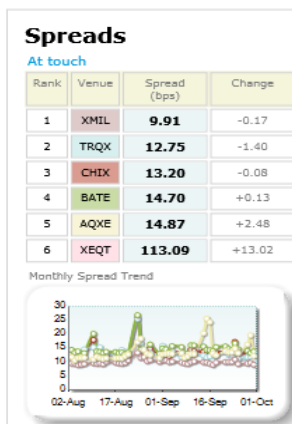 Spreads
At touch
Rank Venue Spread (bps) Change
1 XMIL 9.91 -0.17
2 TRQX 12.75 -1.40
3 CHIX 13.20 -0.08
4 BATE 14.70 +0.13
5 AQXE 14.87 +2.48
6 XEQT 113.09 +13.02
Monthly Spread Trend
30
25
20
15
10
5
0
02-Aug 17-Aug 01-Sep 16-Sep 01-Oct